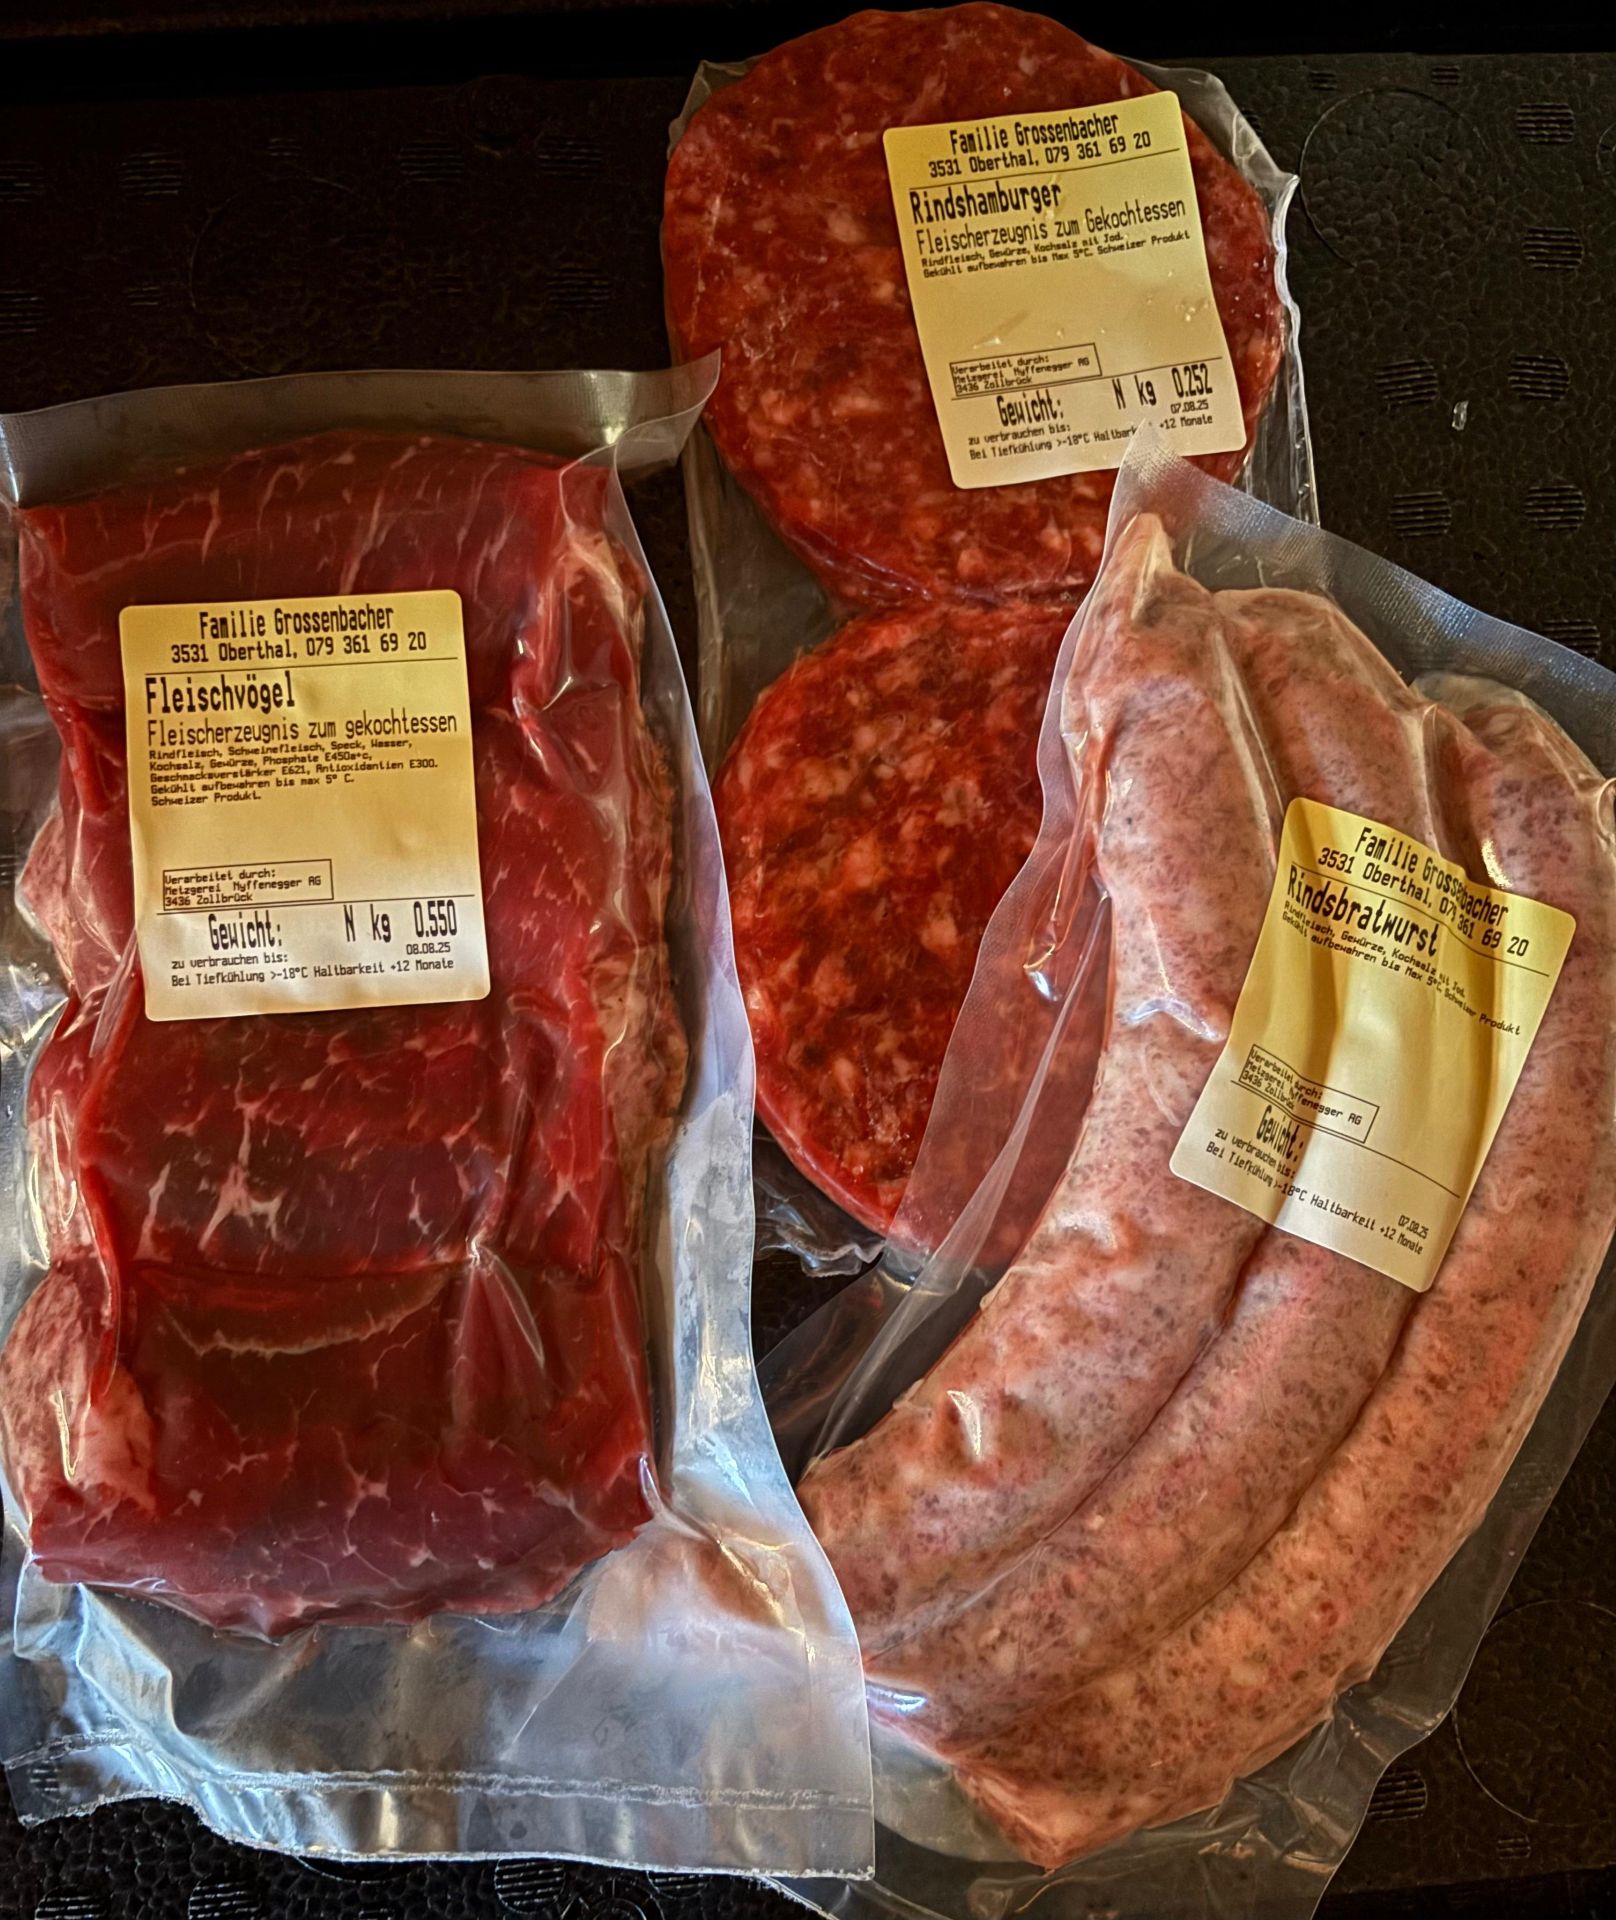 Familie Grossenbacher
3531 Oberthal, 079 361 69 20
Rindshamburger
Fleischerzeugnis zum Gekochtessen
Rindfleisch, Gewürze, Kochsalz mit Jod.
Gekühlt aufbewahren bis Max 5°C. Schweizer Produkt
Verarbeitet durch:
Metzgerei Nyffenegger AG
3436 Zollbrück
Gewicht: N kg 0.252
07.08.25
zu verbrauchen bis:
Bei Tiefkühlung >-18°C Haltbark +12 Monate
Familie Grossenbacher
3531 Oberthal, 079 361 69 20
Fleischvögel
Fleischerzeugnis zum gekochtessen
Rindfleisch, Schweinefleisch, Speck, Wasser,
Kochsalz, Gewürze, Phosphate E450a+c,
Geschmacksverstärker E621, Antioxidantien E300.
Gekühlt aufbewahren bis max 5° C.
Schweizer Produkt.
Verarbeitet durch:
Metzgerei Nyffenegger AG
3436 Zollbrück
Gewicht: N kg 0.550
08.08.25
zu verbrauchen bis:
Bei Tiefkühlung >-18°C Haltbarkeit +12 Monate
Familie Grossenbacher
3531 Oberthal, 079 361 69 20
Rindsbratwurst
Rindfleisch, Gewürze, Kochsalz mit Jod.
Gekühlt aufbewahren bis Max 5°C. Schweizer Produkt
Verarbeitet durch:
Metzgerei Nyffenegger AG
3436 Zollbrück
Gewicht:
07.08.25
zu verbrauchen bis:
Bei Tiefkühlung >-18°C Haltbarkeit +12 Monate